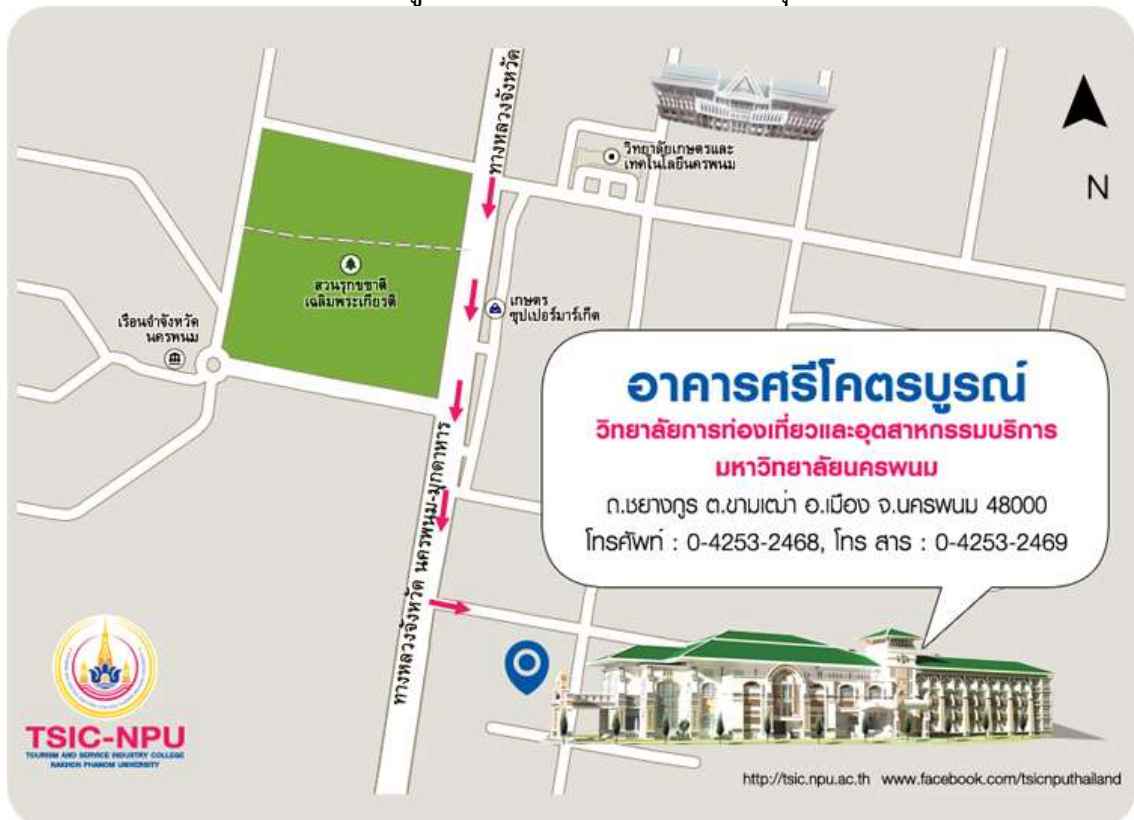 ทางหลวงจังหวัด
วิทยาลัยเกษตรและ
เทคโนโลยีนครพนม
N
สวนรุกขชาติ
เฉลิมพระเกียรติ
เกษตร
ซุปเปอร์มาร์เก็ต
เรือนจำจังหวัด
นครพนม
อาคารศรีโคตรบูรณ์
วิทยาลัยการท่องเที่ยวและอุตสาหกรรมบริการ
มหาวิทยาลัยนครพนม
ถ.ชยางกูร ต.ขามเฒ่า อ.เมือง จ.นครพนม 48000
โทรศัพท์ : 0-4253-2468, โทร สาร : 0-4253-2469
ทางหลวงจังหวัด นครพนม-มุกดาหาร
TSIC-NPU
TOURISM AND SERVICE INDUSTRY COLLEGE
NAKHON PHANOM UNIVERSITY
http://tsic.npu.ac.th www.facebook.com/tsicnputhailand